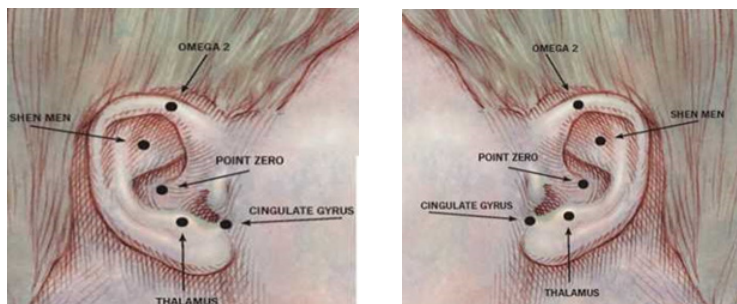 OMEGA 2
SHEN MEN
POINT ZERO
CINGULATE GYRUS
THALAMUS
OMEGA 2
SHEN MEN
POINT ZERO
CINGULATE GYRUS
THALAMUS